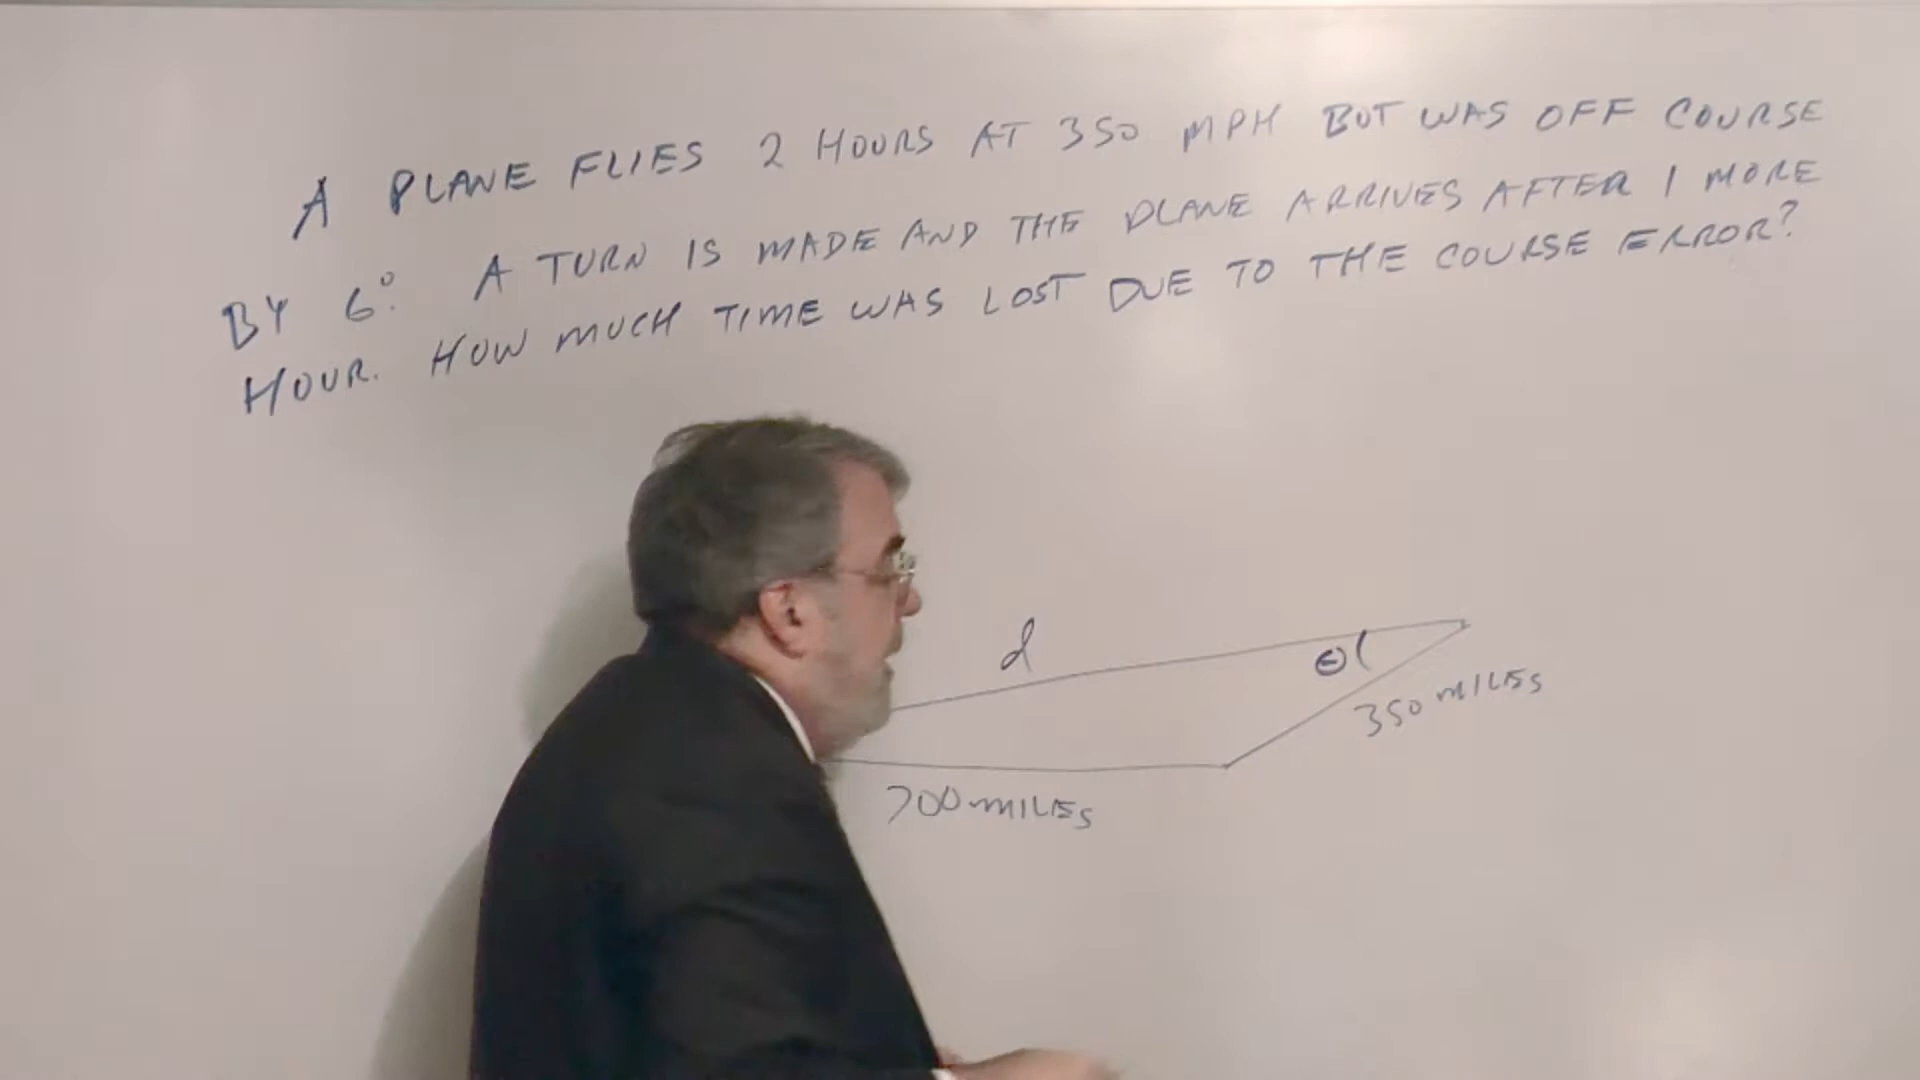 A PLANE FLIES 2 HOURS AT 350 MPH BUT WAS OFF COURSE
BY 6°. A TURN IS MADE AND THE PLANE ARRIVES AFTER 1 MORE
HOUR. HOW MUCH TIME WAS LOST DUE TO THE COURSE ERROR?
d
θ
350 MILES
700 MILES